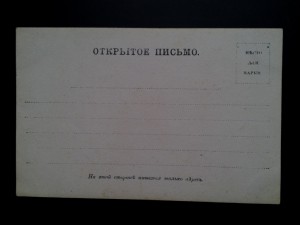 ОТКРЫТОЕ ПИСЬМО.
МѢСТО
ДЛЯ
МАРКИ.
На этой сторонѣ пишется только адресъ.